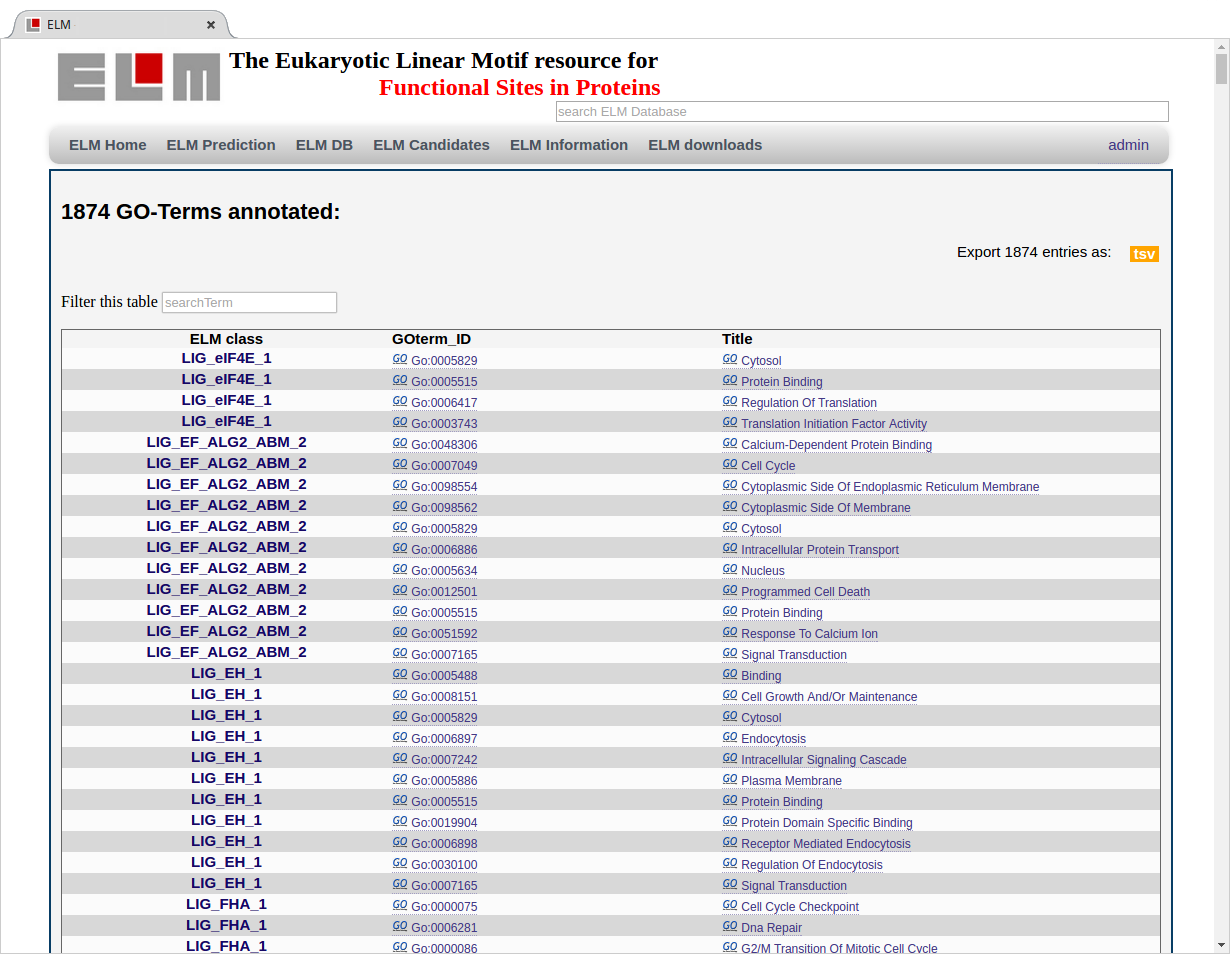 ELM
ELM
The Eukaryotic Linear Motif resource for
Functional Sites in Proteins
search ELM Database
ELM Home ELM Prediction ELM DB ELM Candidates ELM Information ELM downloads admin
1874 GO-Terms annotated:
Export 1874 entries as: tsv
Filter this table searchTerm
ELM class GOterm_ID Title
LIG_eIF4E_1 GO Go:0005829 GO Cytosol
LIG_eIF4E_1 GO Go:0005515 GO Protein Binding
LIG_eIF4E_1 GO Go:0006417 GO Regulation Of Translation
LIG_eIF4E_1 GO Go:0003743 GO Translation Initiation Factor Activity
LIG_EF_ALG2_ABM_2 GO Go:0048306 GO Calcium-Dependent Protein Binding
LIG_EF_ALG2_ABM_2 GO Go:0007049 GO Cell Cycle
LIG_EF_ALG2_ABM_2 GO Go:0098554 GO Cytoplasmic Side Of Endoplasmic Reticulum Membrane
LIG_EF_ALG2_ABM_2 GO Go:0098562 GO Cytoplasmic Side Of Membrane
LIG_EF_ALG2_ABM_2 GO Go:0005829 GO Cytosol
LIG_EF_ALG2_ABM_2 GO Go:0006886 GO Intracellular Protein Transport
LIG_EF_ALG2_ABM_2 GO Go:0005634 GO Nucleus
LIG_EF_ALG2_ABM_2 GO Go:0012501 GO Programmed Cell Death
LIG_EF_ALG2_ABM_2 GO Go:0005515 GO Protein Binding
LIG_EF_ALG2_ABM_2 GO Go:0051592 GO Response To Calcium Ion
LIG_EF_ALG2_ABM_2 GO Go:0007165 GO Signal Transduction
LIG_EH_1 GO Go:0005488 GO Binding
LIG_EH_1 GO Go:0008151 GO Cell Growth And/Or Maintenance
LIG_EH_1 GO Go:0005829 GO Cytosol
LIG_EH_1 GO Go:0006897 GO Endocytosis
LIG_EH_1 GO Go:0007242 GO Intracellular Signaling Cascade
LIG_EH_1 GO Go:0005886 GO Plasma Membrane
LIG_EH_1 GO Go:0005515 GO Protein Binding
LIG_EH_1 GO Go:0019904 GO Protein Domain Specific Binding
LIG_EH_1 GO Go:0006898 GO Receptor Mediated Endocytosis
LIG_EH_1 GO Go:0030100 GO Regulation Of Endocytosis
LIG_EH_1 GO Go:0007165 GO Signal Transduction
LIG_FHA_1 GO Go:0000075 GO Cell Cycle Checkpoint
LIG_FHA_1 GO Go:0006281 GO Dna Repair
LIG_FHA_1 GO Go:0000086 GO G2/M Transition Of Mitotic Cell Cycle